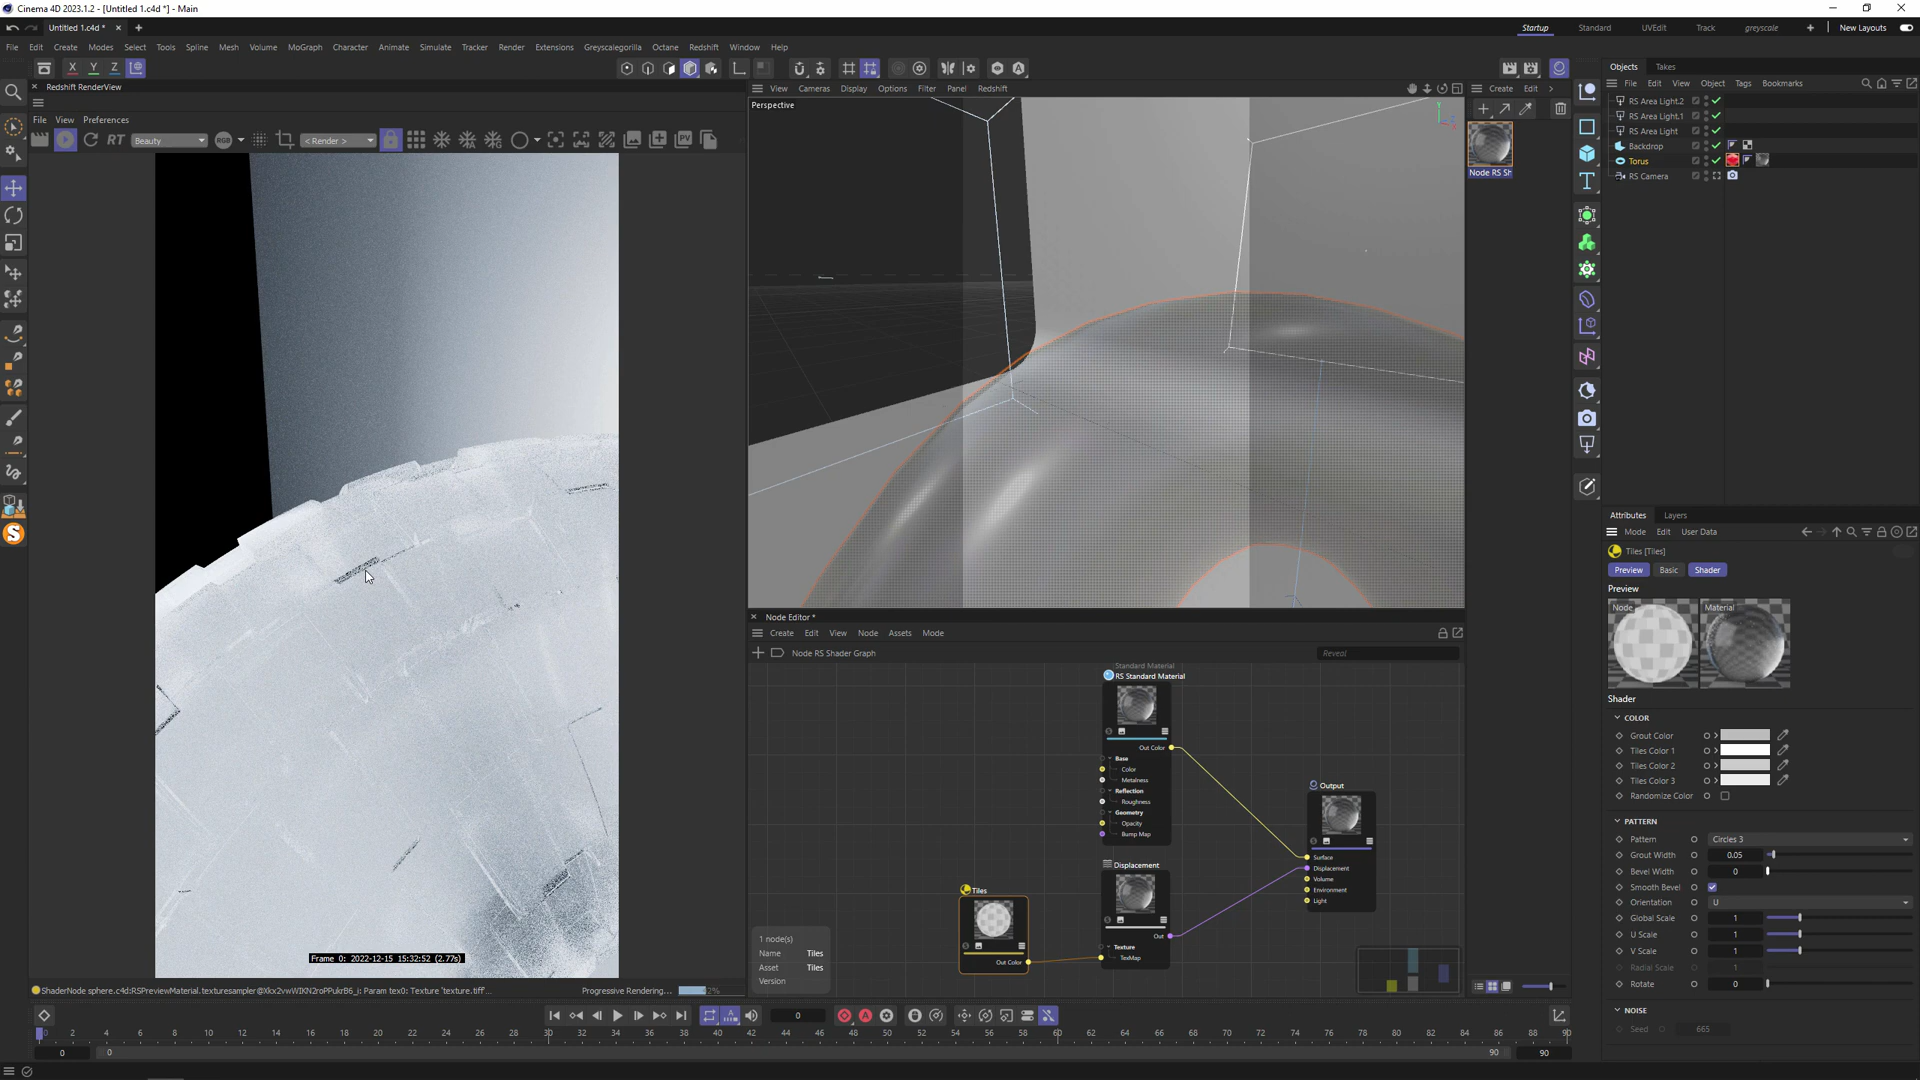 Cinema 4D 2023.1.2 - [Untitled 1.c4d *] - Main
Untitled 1.c4d *
Startup Standard UVEdit Track greyscale New Layouts
File Edit Create Modes Select Tools Spline Mesh Volume MoGraph Character Animate Simulate Tracker Render Extensions Greyscalegorilla Octane Redshift Window Help
X Y Z
Objects Takes
Redshift RenderView
View Cameras Display Options Filter Panel Redshift
Create Edit
File Edit View Object Tags Bookmarks
Perspective
RS Area Light.2
RS Area Light.1
RS Area Light
Backdrop
Torus
RS Camera
File View Preferences
RT Beauty RGB < Render >
Node RS Sh
Attributes Layers
Mode Edit User Data
Tiles [Tiles]
Preview Basic Shader
Preview
Node Material
Shader
COLOR
Grout Color
Tiles Color 1
Tiles Color 2
Tiles Color 3
Randomize Color
PATTERN
Pattern Circles 3
Grout Width 0.05
Bevel Width 0
Smooth Bevel
Orientation U
Global Scale 1
U Scale 1
V Scale 1
Radial Scale 1
Rotate 0
NOISE
Seed 665
Node Editor *
Create Edit View Node Assets Mode
Node RS Shader Graph
Reveal
Standard Material
RS Standard Material
Out Color
Base
Color
Metalness
Reflection
Roughness
Geometry
Opacity
Bump Map
Output
Surface
Displacement
Volume
Environment
Light
Displacement
Out
Texture
TexMap
Tiles
Out Color
1 node(s)
Name Tiles
Asset Tiles
Version
Frame 0: 2022-12-15 15:32:52 (2.77s)
Progressive Rendering...
0
0 2 4 6 8 10 12 14 16 18 20 22 24 26 28 30 32 34 36 38 40 42 44 46 48 50 52 54 56 58 60 62 64 66 68 70 72 74 76 78 80 82 84 86 88 90
0 0 90 90